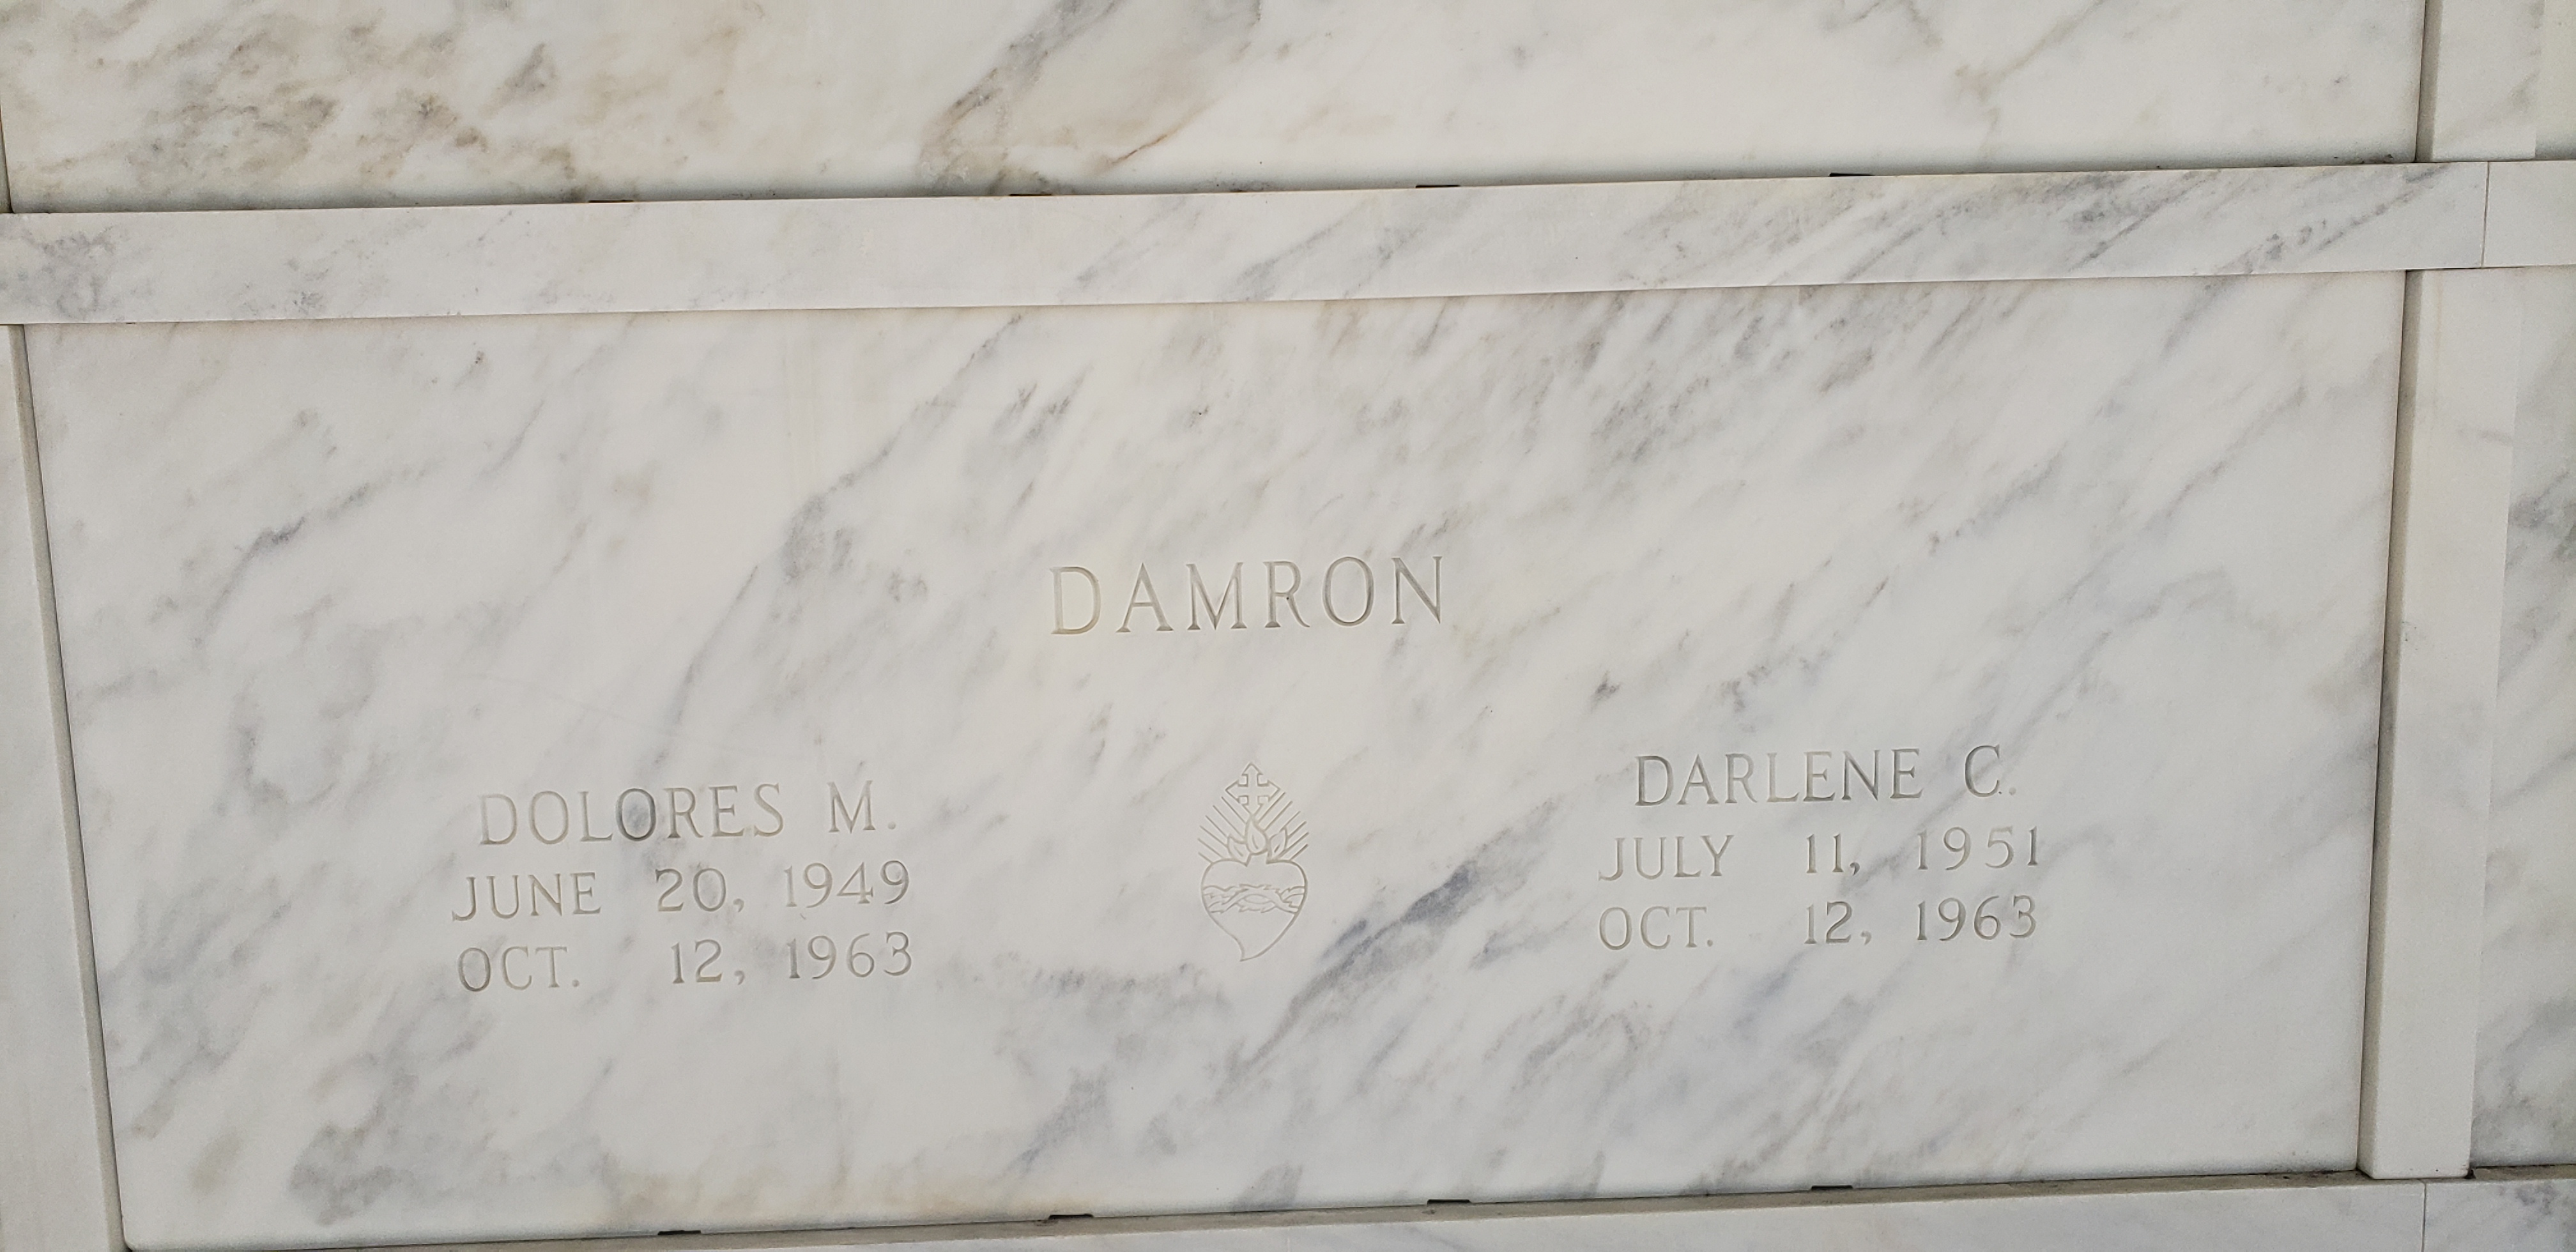 DAMRON
DOLORES M.
JUNE 20, 1949
OCT. 12, 1963
DARLENE C.
JULY 11, 1951
OCT. 12, 1963